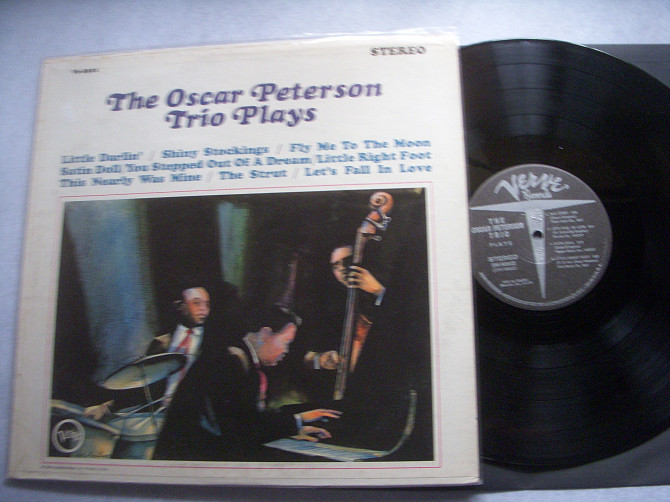 STEREO
The Oscar Peterson
Trio Plays
Little Darlin' / Shiny Stockings / Fly Me To The Moon
Satin Doll/You Stepped Out Of A Dream/Little Right Foot
This Nearly Was Mine / The Strut / Let's Fall In Love
Verve
VERVE
Records
THE
OSCAR PETERSON
TRIO
PLAYS
STEREO